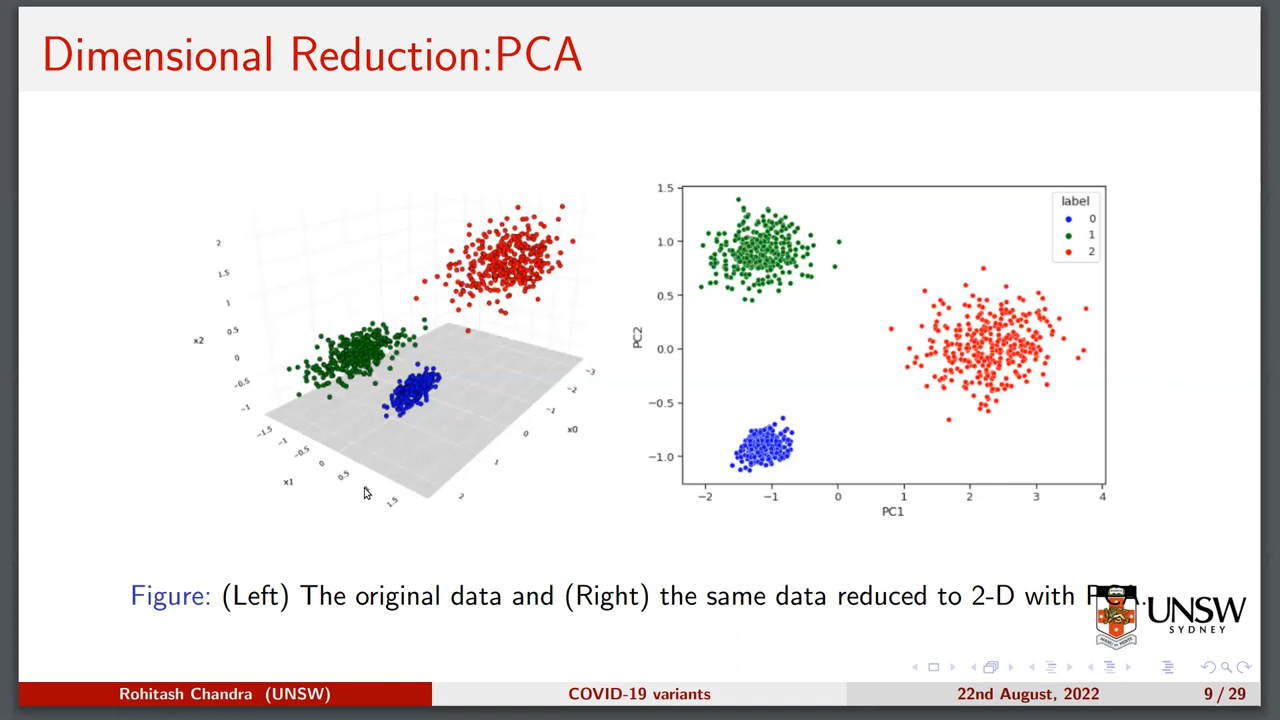 Dimensional Reduction:PCA
2
1.5
1
0.5
0
−0.5
−1
x2
−1.5
−1
−0.5
0
0.5
1.5
x1
2
1
0
−1
−2
−3
x0
1.5
1.0
0.5
0.0
−0.5
−1.0
PC2
−2 −1 0 1 2 3 4
PC1
label
0
1
2
Figure: (Left) The original data and (Right) the same data reduced to 2-D with PCA.
UNSW
SYDNEY
Rohitash Chandra (UNSW) COVID-19 variants 22nd August, 2022 9 / 29